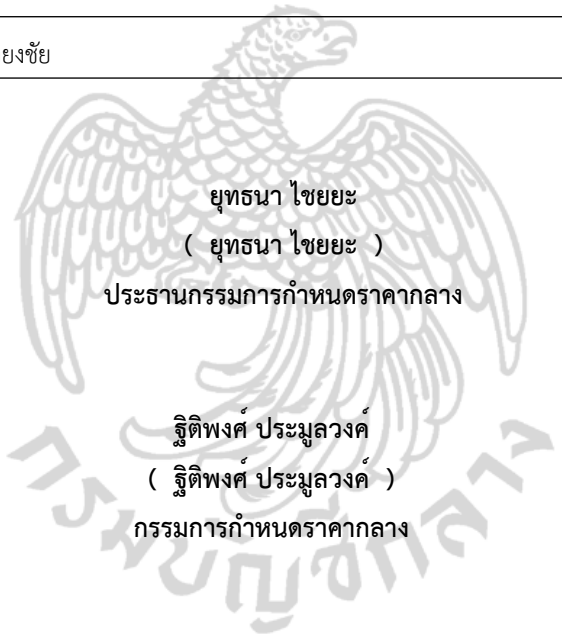 ยงชัย
ยุทธนา ไชยยะ
( ยุทธนา ไชยยะ )
ประธานกรรมการกำหนดราคากลาง
ฐิติพงศ์ ประมูลวงค์
( ฐิติพงศ์ ประมูลวงค์ )
กรรมการกำหนดราคากลาง
กรมบัญชีกลาง